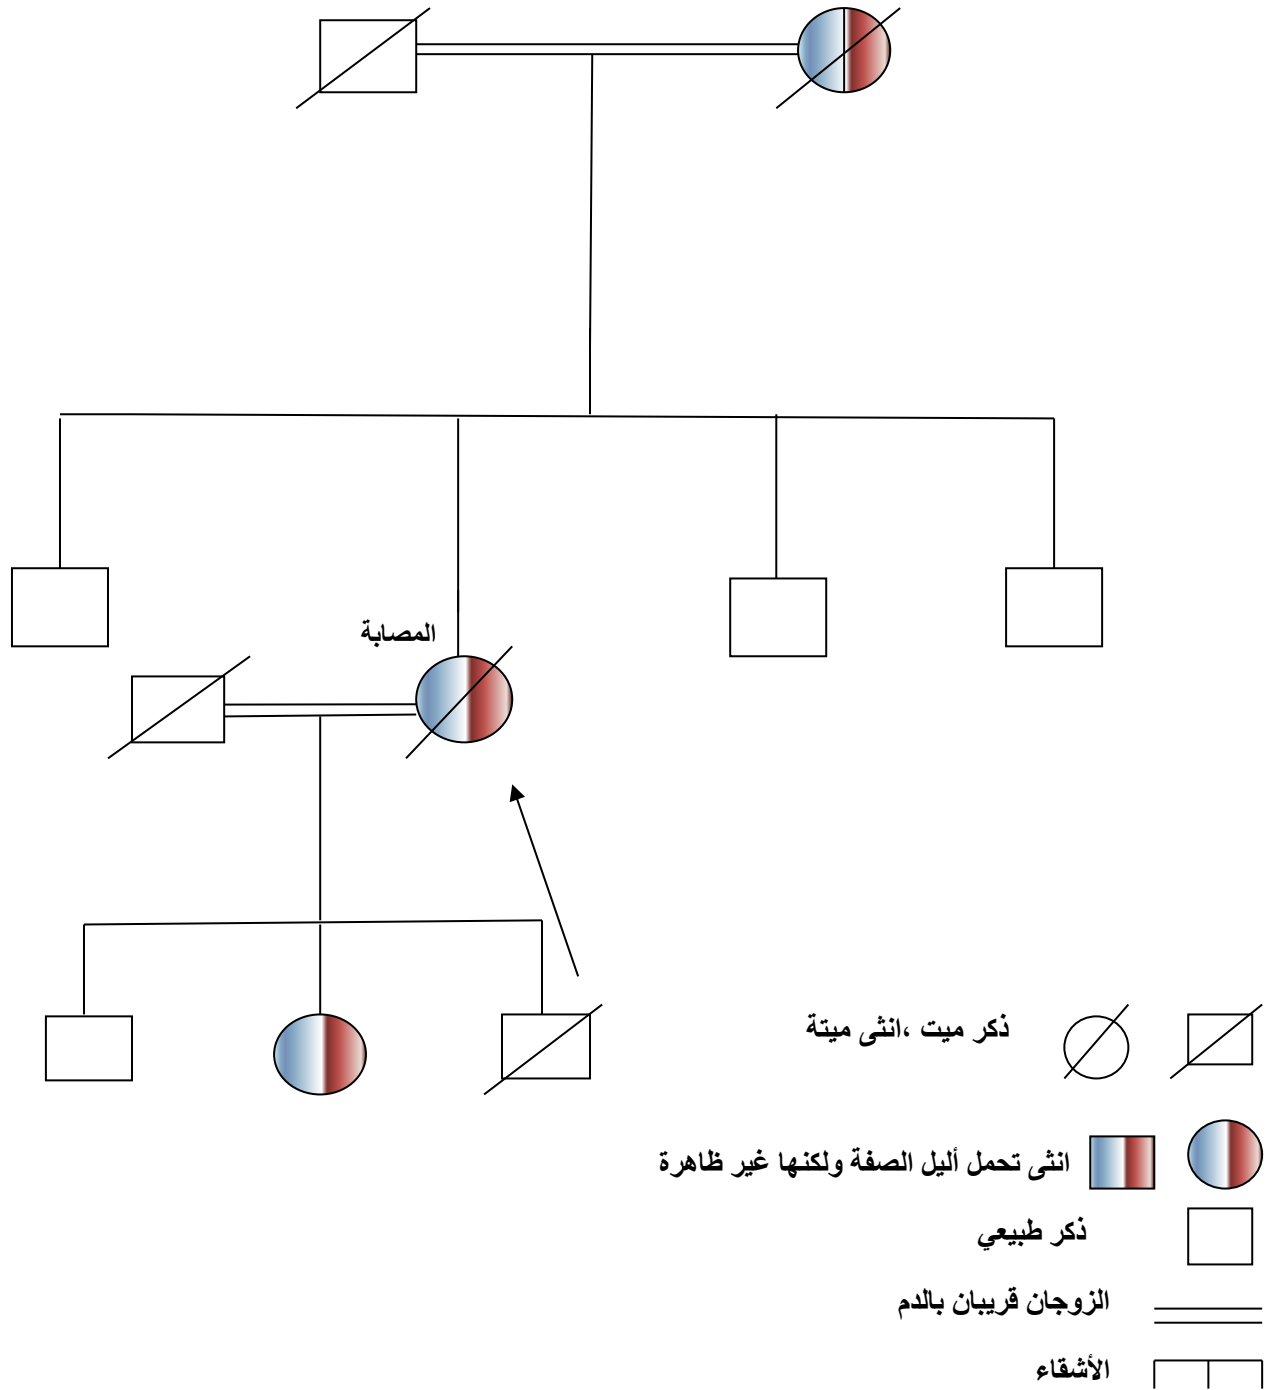 المصابة
ذكر ميت ،انثى ميتة
انثى تحمل أليل الصفة ولكنها غير ظاهرة
ذكر طبيعي
الزوجان قريبان بالدم
الأشقاء